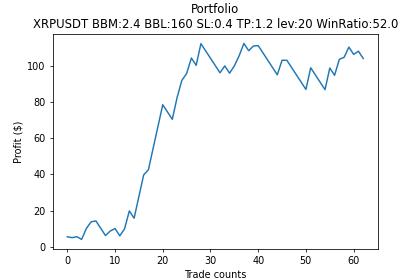 Portfolio
XRPUSDT BBM:2.4 BBL:160 SL:0.4 TP:1.2 lev:20 WinRatio:52.0
Profit ($)
100
80
60
40
20
0
0 10 20 30 40 50 60
Trade counts